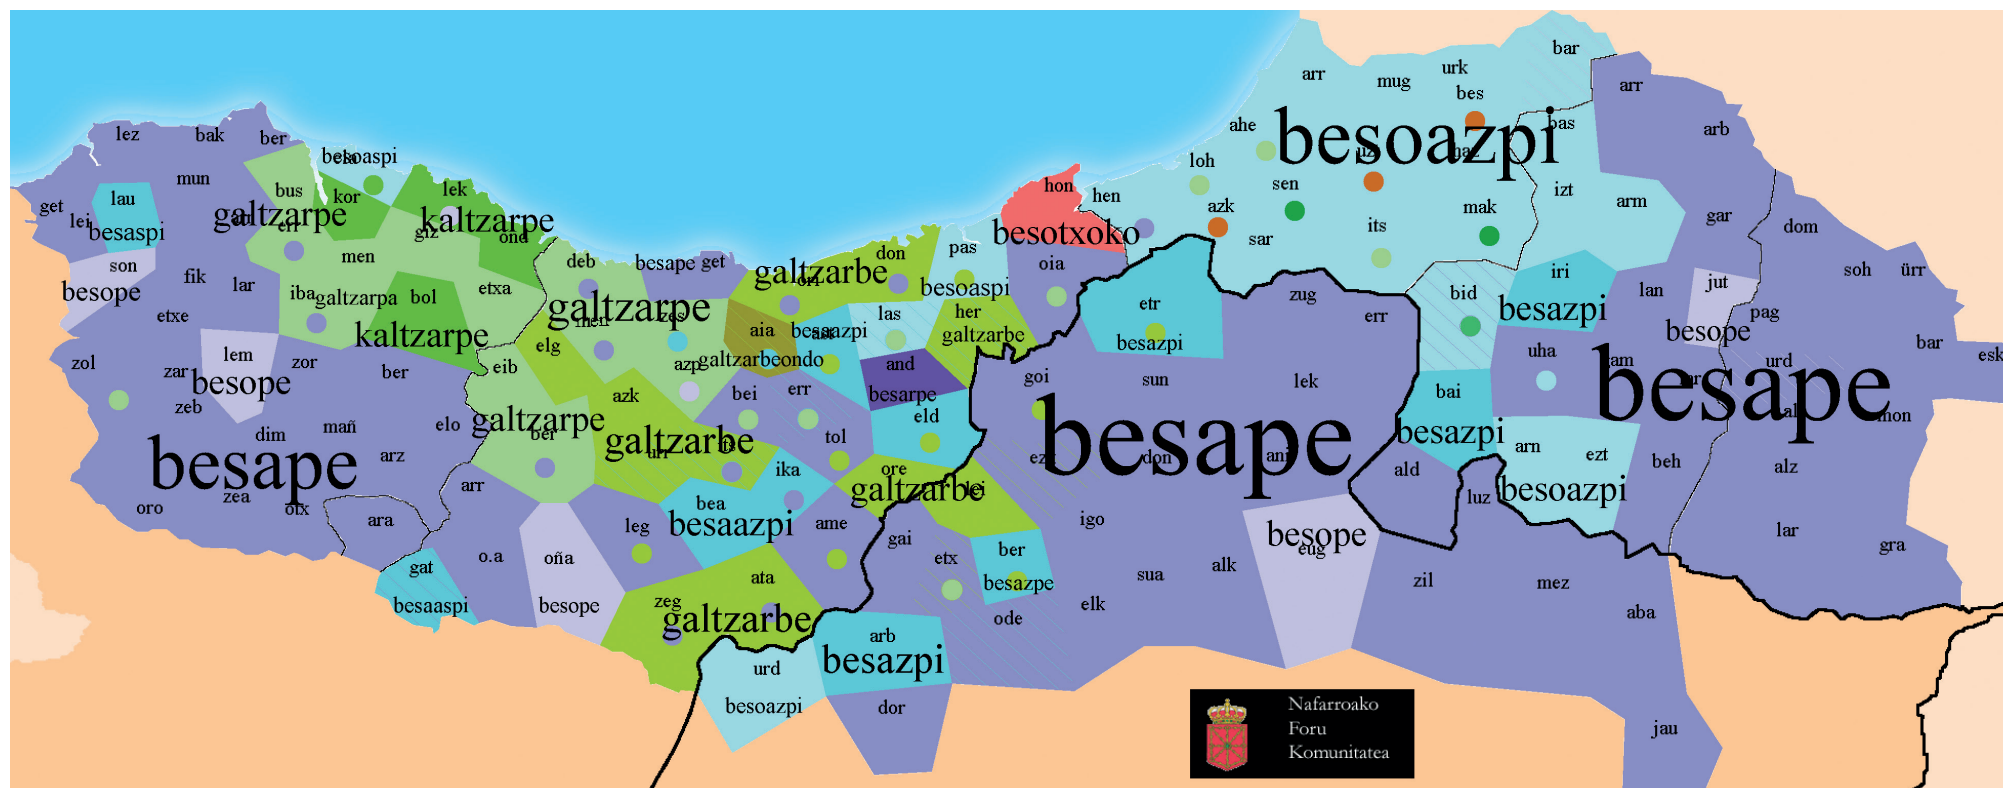 bar
arr
mug
urk
bes
arr
arb
lez
bak
ber
ahe
besoazpi
bas
mun
besoaspi
loh
lau
bus
kor
lek
hon
hen
sen
izt
arm
get
lei
besaspi
galtzarpe
kaltzarpe
giz
ond
besotxoko
azk
sar
its
mak
gar
dom
son
besope
fik
lar
men
iba
galtzarpa
bol
etxa
deb
besape
get
galtzarbe
don
pas
besoaspi
oia
iri
besazpi
lan
jut
besope
pag
soh
ürr
etxe
kaltzarpe
galtzarpe
elg
aia
besaazpi
las
her
galtzarbe
etr
besazpi
zug
err
bid
uha
bar
esk
urd
zol
zar
lem
besope
zor
ber
zeb
eib
azk
azp
galtzarbeondo
and
besarpe
goi
sun
lek
bai
besape
mon
dim
mañ
elo
arz
galtzarpe
ber
galtzarbe
bei
err
tol
eld
besape
don
besazpi
arn
ezt
beh
alz
besape
oro
zea
otx
ara
arr
ika
bea
besaazpi
ore
galtzarbe
ald
luz
besoazpi
leg
ame
gai
igo
besope
eug
lar
gra
gat
besaaspi
o.a
oña
besope
ata
zeg
galtzarbe
etx
ber
besazpe
ode
sua
alk
elk
zil
mez
aba
urd
besoazpi
arb
besazpi
dor
jau
Nafarroako
Foru
Komunitatea